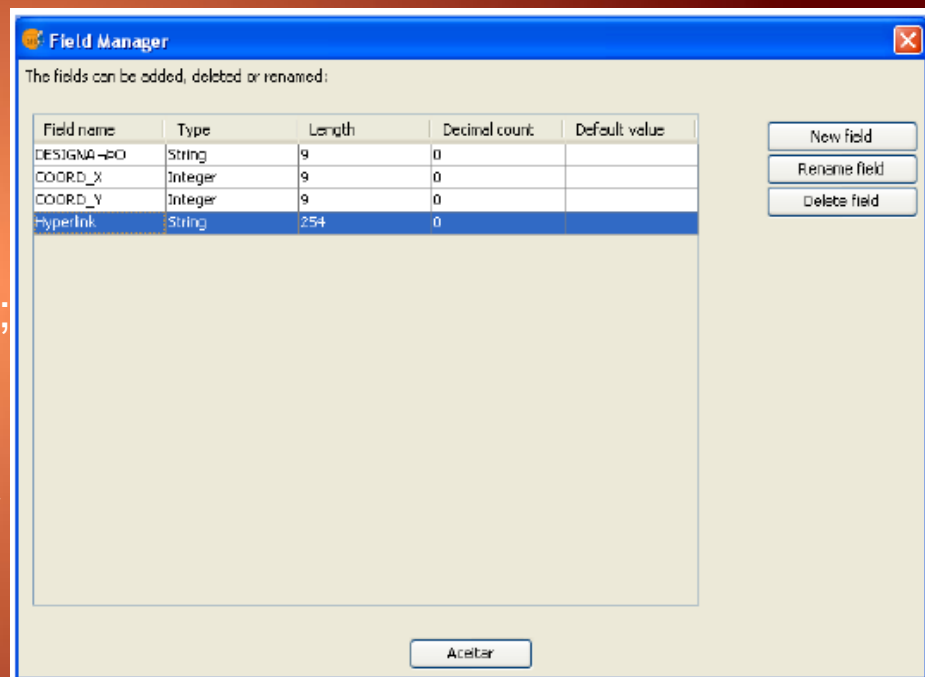 Field Manager
The fields can be added, deleted or renamed:
Field name Type Length Decimal count Default value
DESIGNA¬ÞO String 9 0
COORD_X Integer 9 0
COORD_Y Integer 9 0
Hyperlink String 254 0
New field
Rename field
Delete field
;
Aceitar